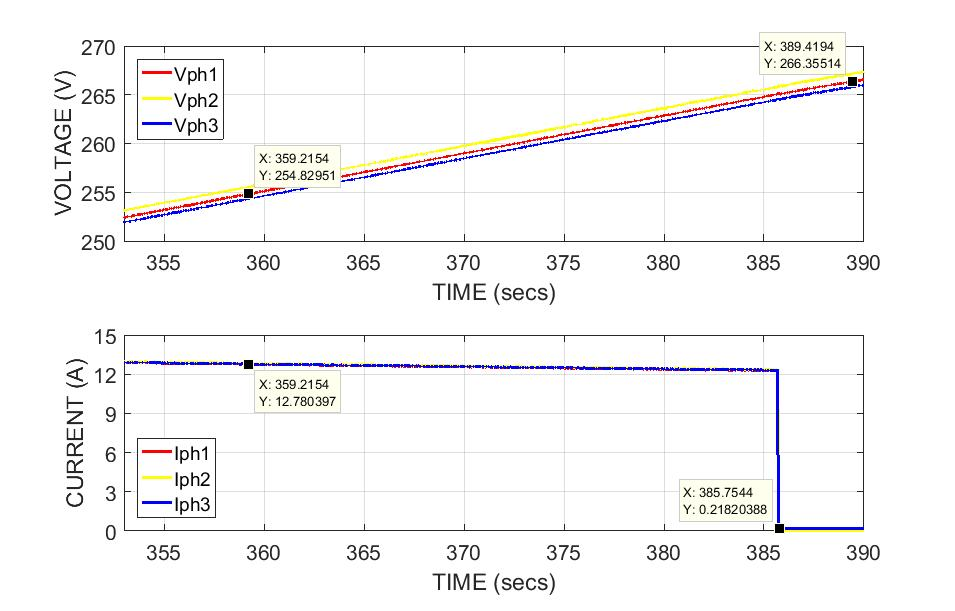 270
265
260
255
250
VOLTAGE (V)
Vph1
Vph2
Vph3
X: 359.2154
Y: 254.82951
X: 389.4194
Y: 266.35514
355 360 365 370 375 380 385 390
TIME (secs)
15
12
9
6
3
0
CURRENT (A)
X: 359.2154
Y: 12.780397
Iph1
Iph2
Iph3
X: 385.7544
Y: 0.21820388
355 360 365 370 375 380 385 390
TIME (secs)